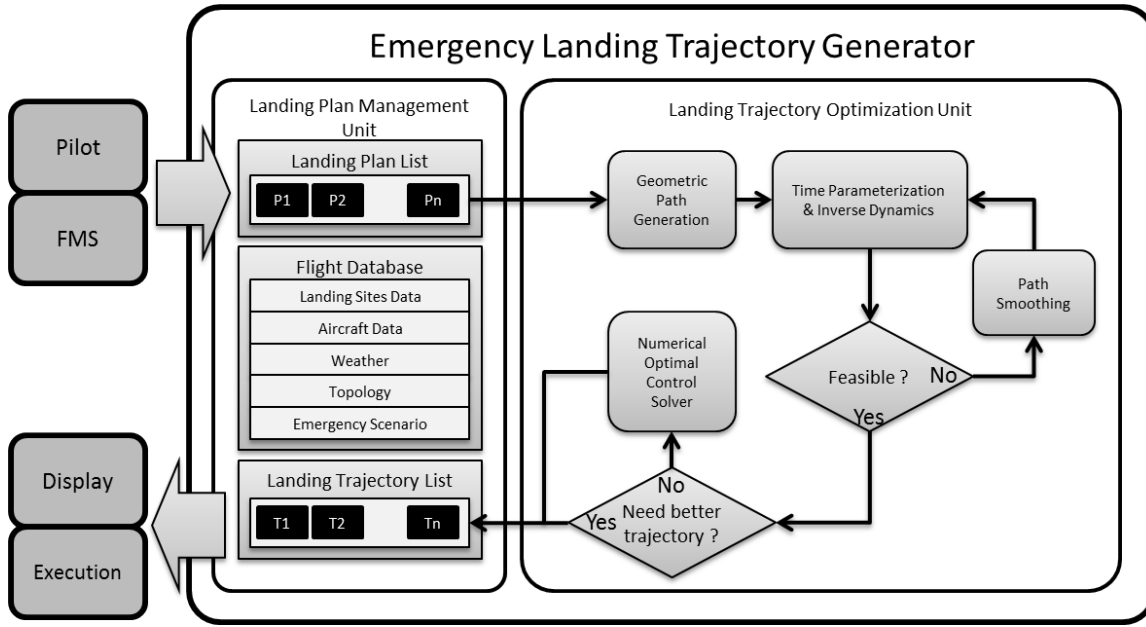 Emergency Landing Trajectory Generator
Pilot
FMS
Display
Execution
Landing Plan Management
Unit
Landing Plan List
P1
P2
Pn
Flight Database
Landing Sites Data
Aircraft Data
Weather
Topology
Emergency Scenario
Landing Trajectory List
T1
T2
Tn
Landing Trajectory Optimization Unit
Geometric
Path
Generation
Time Parameterization
& Inverse Dynamics
Path
Smoothing
Feasible ?
No
Yes
Numerical
Optimal
Control
Solver
No
Yes
Need better
trajectory ?